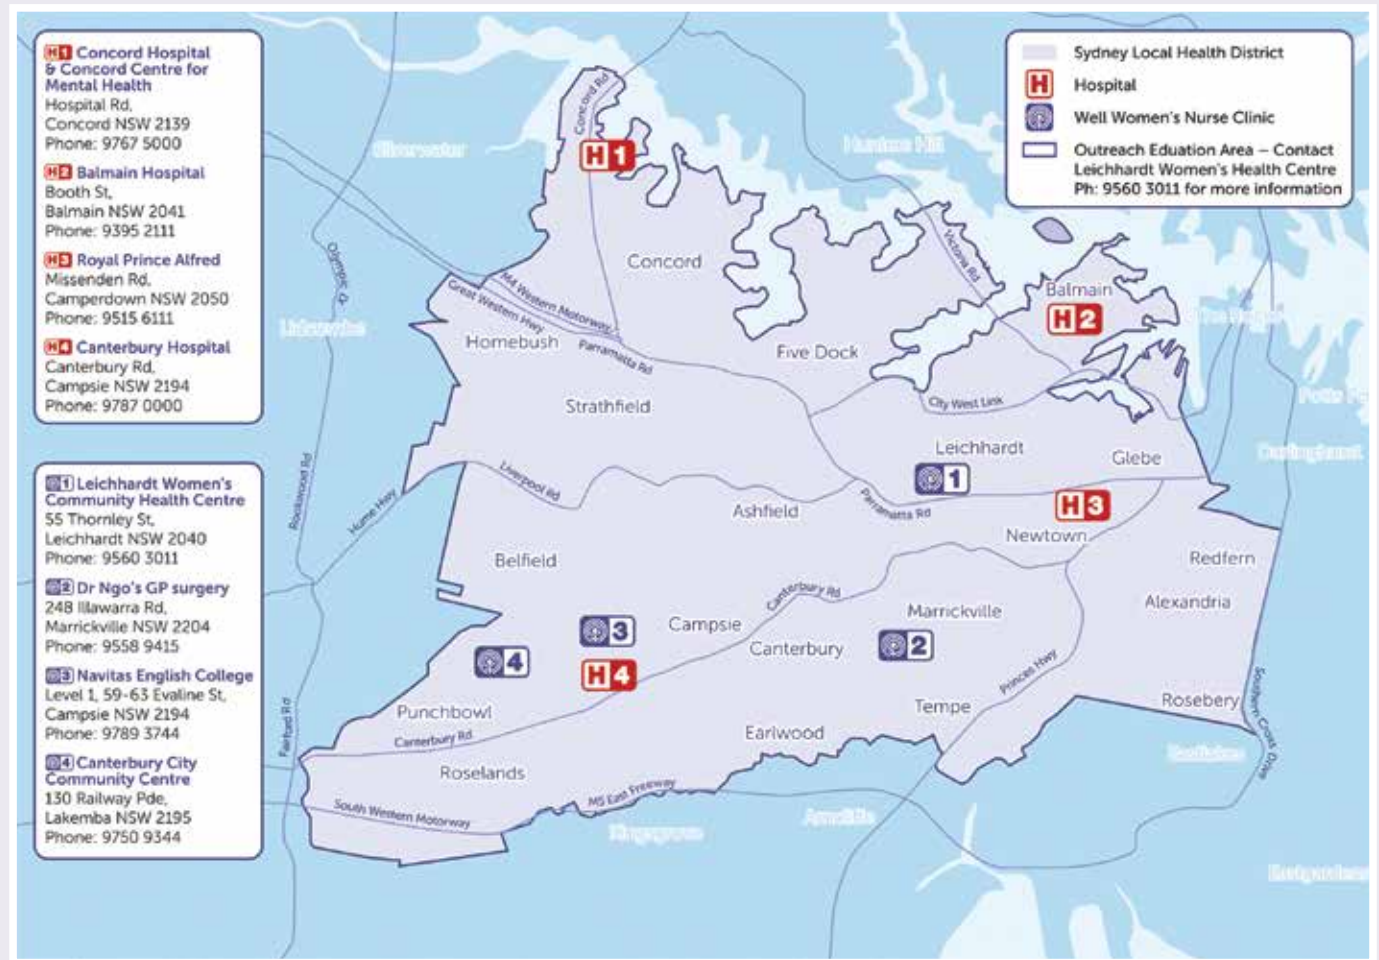 H1 Concord Hospital
& Concord Centre for
Mental Health
Hospital Rd,
Concord NSW 2139
Phone: 9767 5000
H2 Balmain Hospital
Booth St,
Balmain NSW 2041
Phone: 9395 2111
H3 Royal Prince Alfred
Missenden Rd,
Camperdown NSW 2050
Phone: 9515 6111
H4 Canterbury Hospital
Canterbury Rd,
Campsie NSW 2194
Phone: 9787 0000
1 Leichhardt Women's
Community Health Centre
55 Thornley St,
Leichhardt NSW 2040
Phone: 9560 3011
2 Dr Ngo's GP surgery
248 Illawarra Rd,
Marrickville NSW 2204
Phone: 9558 9415
3 Navitas English College
Level 1, 59-63 Evaline St,
Campsie NSW 2194
Phone: 9789 3744
4 Canterbury City
Community Centre
130 Railway Pde,
Lakemba NSW 2195
Phone: 9750 9344
Sydney Local Health District
H Hospital
Well Women's Nurse Clinic
Outreach Eduation Area – Contact
Leichhardt Women's Health Centre
Ph: 9560 3011 for more information
Concord Rd
H1
Hunters Hill
Victoria Rd
Concord
Olympic Dr
M4 Western Motorway
Great Western Hwy
Balmain
H2
Lidcombe
Homebush
Parramatta Rd
Five Dock
Strathfield
City West Link
Leichhardt
Glebe
Darlinghurst
1
Liverpool Rd
Rookwood Rd
Hume Hwy
Parramatta Rd
H3
Ashfield
Newtown
Redfern
Belfield
Canterbury Rd
Alexandria
Marrickville
Campsie
3
Canterbury
2
4
H4
Princes Hwy
Southern Cross Drive
Punchbowl
Tempe
Rosebery
Fairford Rd
Canterbury Rd
Earlwood
Roselands
M5 East Freeway
South Western Motorway
Kingsgrove
Arncliffe